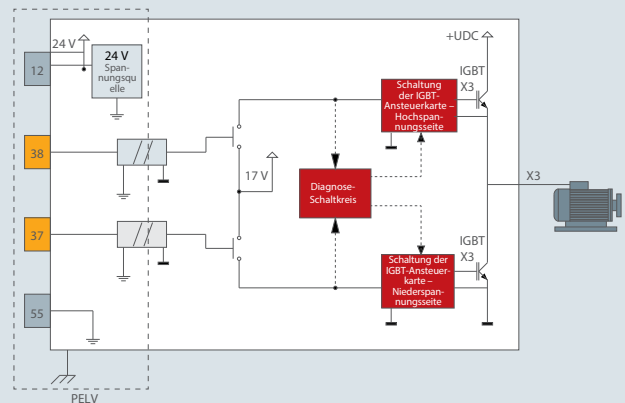 24 V
+UDC
12
24 V
Span-
nungsqu
elle
IGBT
X3
Schaltung
der IGBT-
Ansteuerkarte –
Hochspan-
nungsseite
38
17 V
Diagnose-
Schaltkreis
X3
37
IGBT
X3
Schaltung der
IGBT-Ansteuer-
karte –
Niederspan-
nungsseite
55
PELV